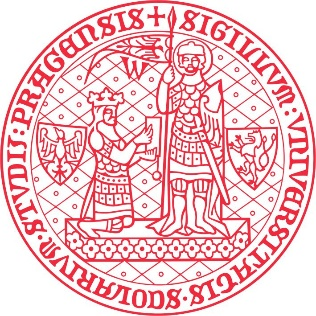 ✝ SIGILLVM : VNIVERSITATIS · SCOLARIVM · STVDII : PRAGENSIS
W